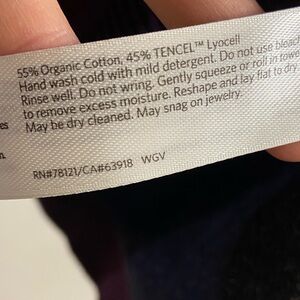 55% Organic Cotton, 45% TENCEL™ Lyocell
Hand wash cold with mild detergent. Do not use bleach
Rinse well. Do not wring. Gently squeeze or roll in towel
to remove excess moisture. Reshape and lay flat to dry
May be dry cleaned. May snag on jewelry.
RN#78121/CA#63918 WGV